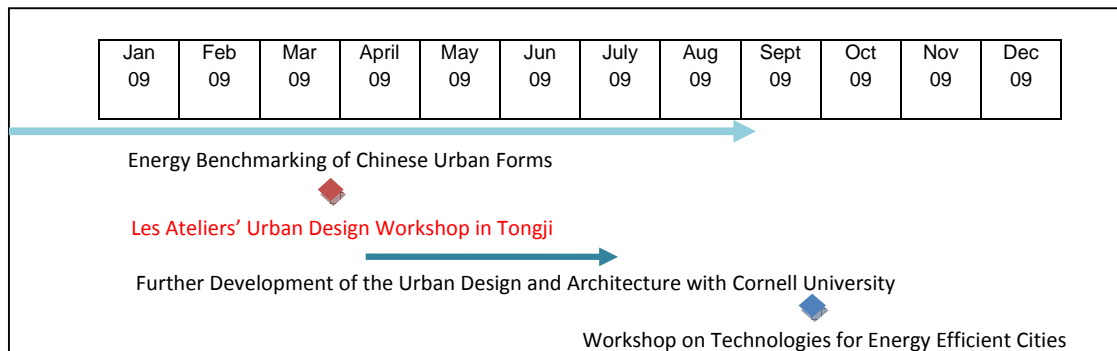 Jan Feb Mar April May Jun July Aug Sept Oct Nov Dec
09 09 09 09 09 09 09 09 09 09 09 09
Energy Benchmarking of Chinese Urban Forms
Les Ateliers’ Urban Design Workshop in Tongji
Further Development of the Urban Design and Architecture with Cornell University
Workshop on Technologies for Energy Efficient Cities